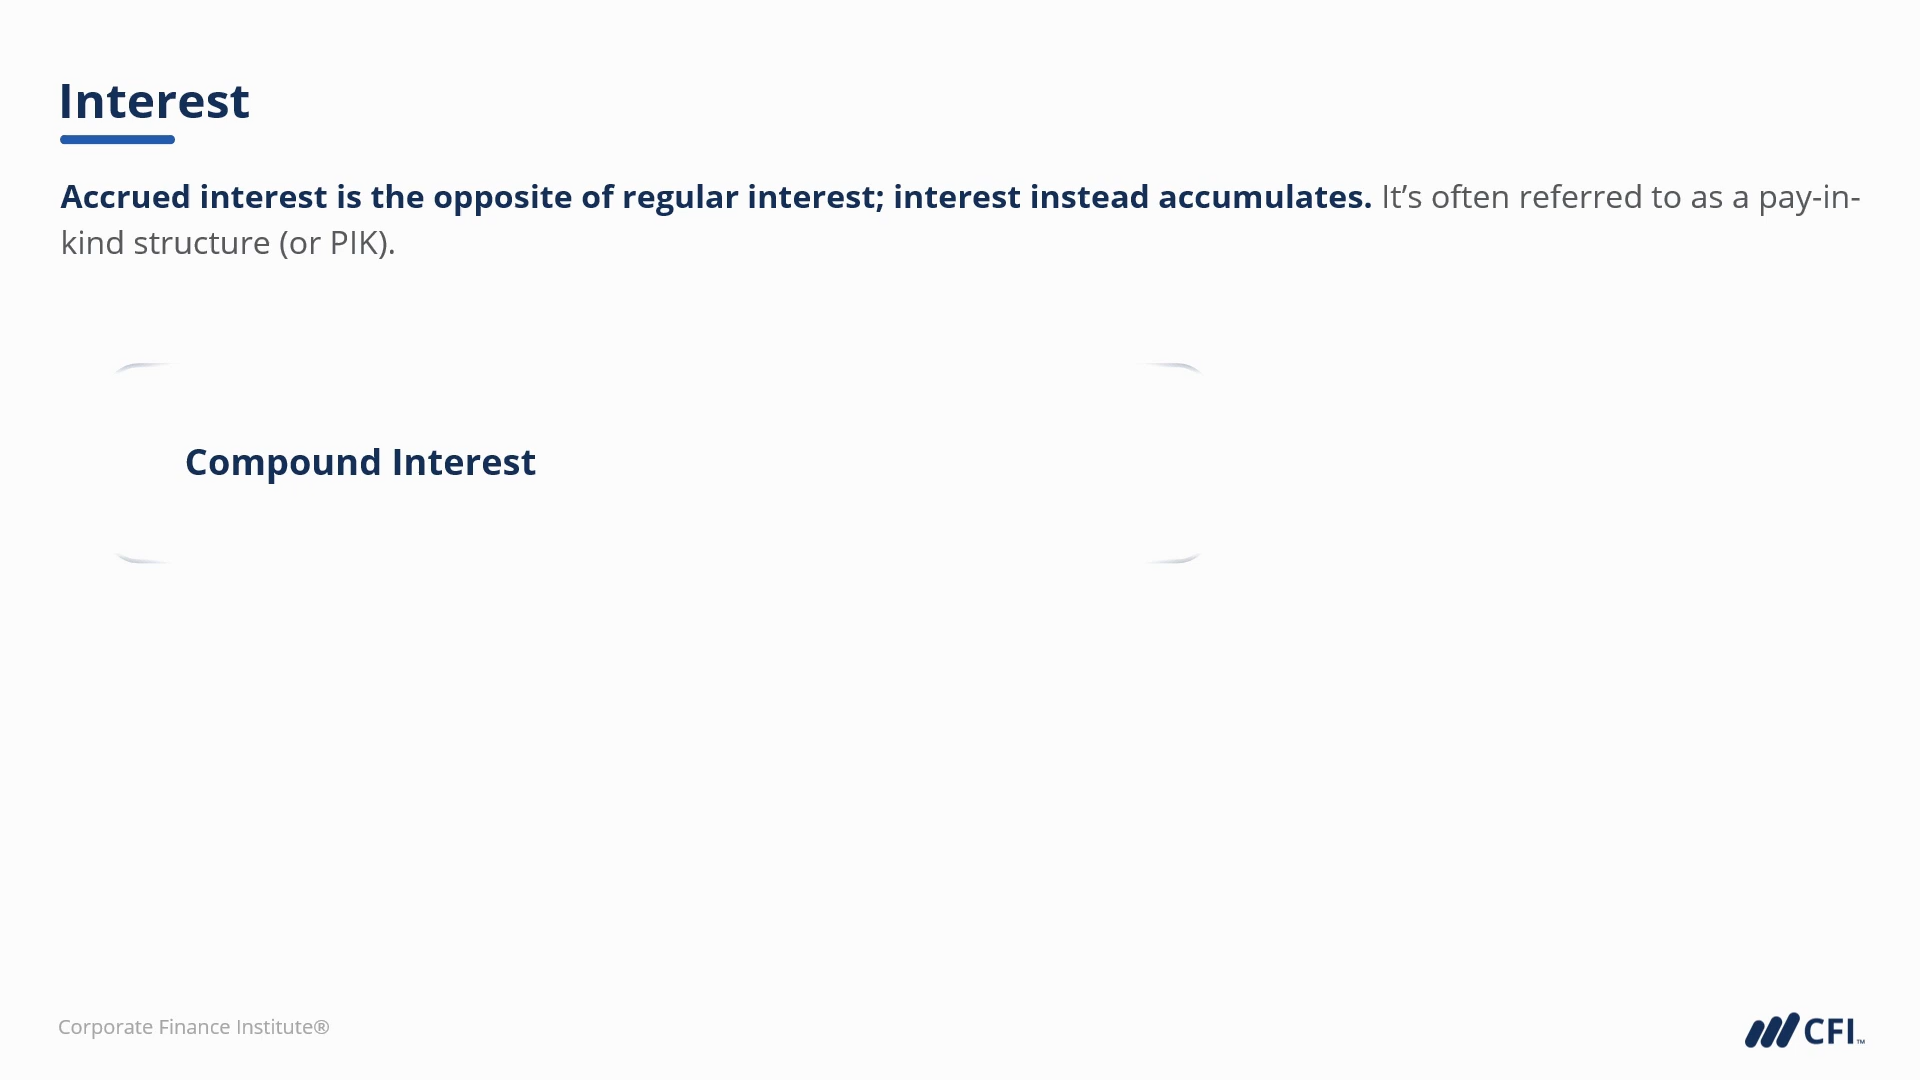 Interest
Accrued interest is the opposite of regular interest; interest instead accumulates. It’s often referred to as a pay-in-
kind structure (or PIK).
Compound Interest
Corporate Finance Institute®
CFI™